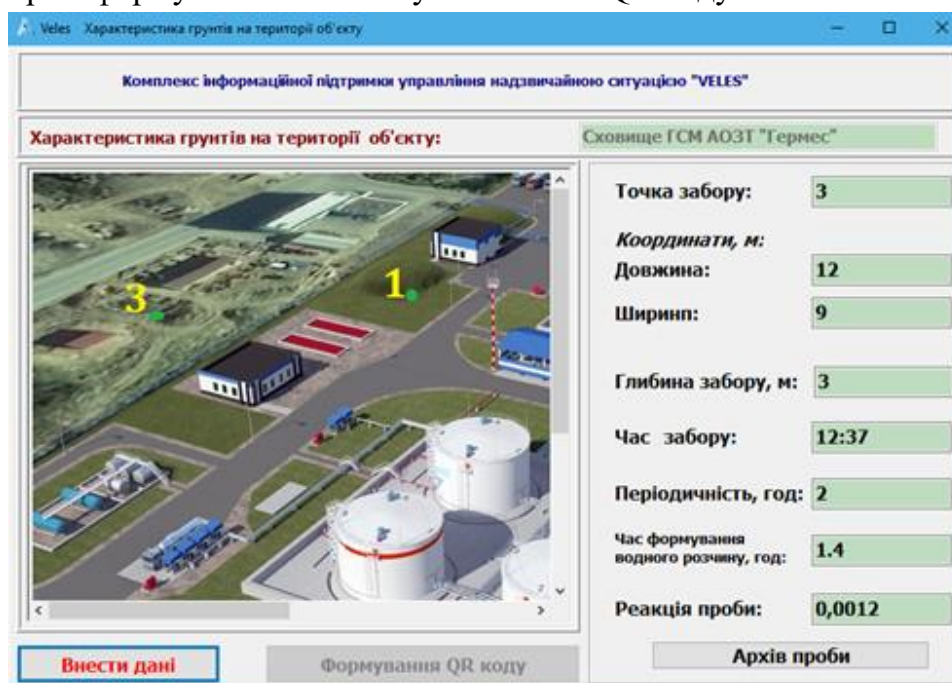 Veles Характеристика грунтів на території об'єкту
Комплекс інформаційної підтримки управління надзвичайною ситуацією "VELES"
Характеристика грунтів на території об'єкту: Сховище ГСМ АОЗТ "Гермес"
3
1
Точка забору: 3
Координати, м:
Довжина: 12
Ширинп: 9
Глибина забору, м: 3
Час забору: 12:37
Періодичність, год: 2
Час формування
водного розчину, год: 1.4
Реакція проби: 0,0012
Архів проби
Внести дані
Формування QR коду